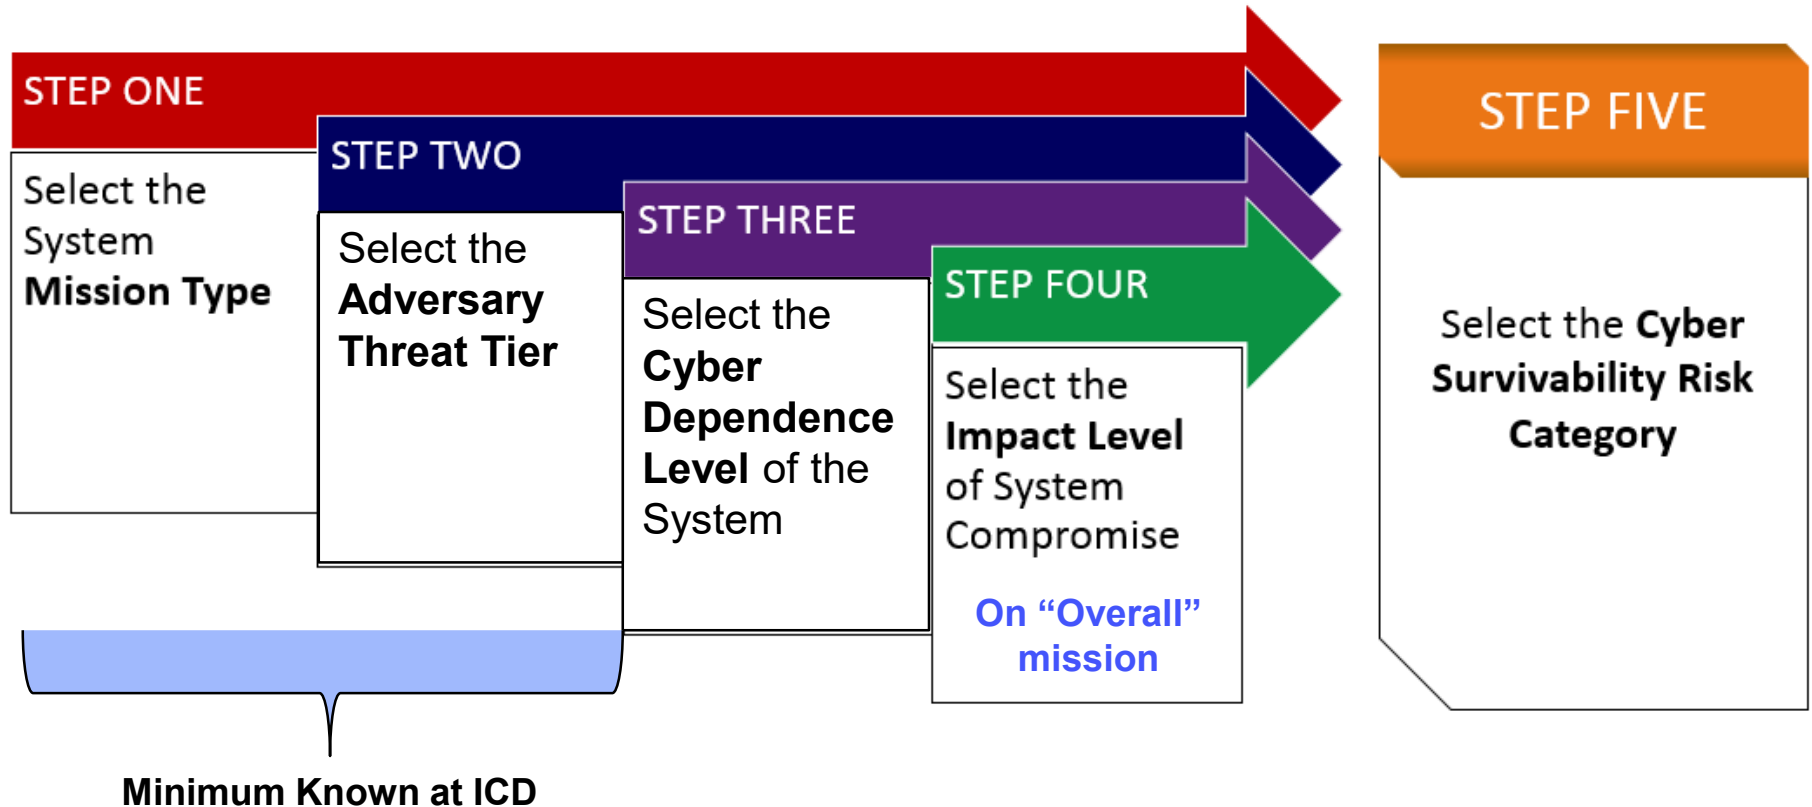 STEP ONE
Select the
System
Mission Type
STEP TWO
Select the
Adversary
Threat Tier
STEP THREE
Select the
Cyber
Dependence
Level of the
System
STEP FOUR
Select the
Impact Level
of System
Compromise
On “Overall”
mission
STEP FIVE
Select the Cyber
Survivability Risk
Category
Minimum Known at ICD